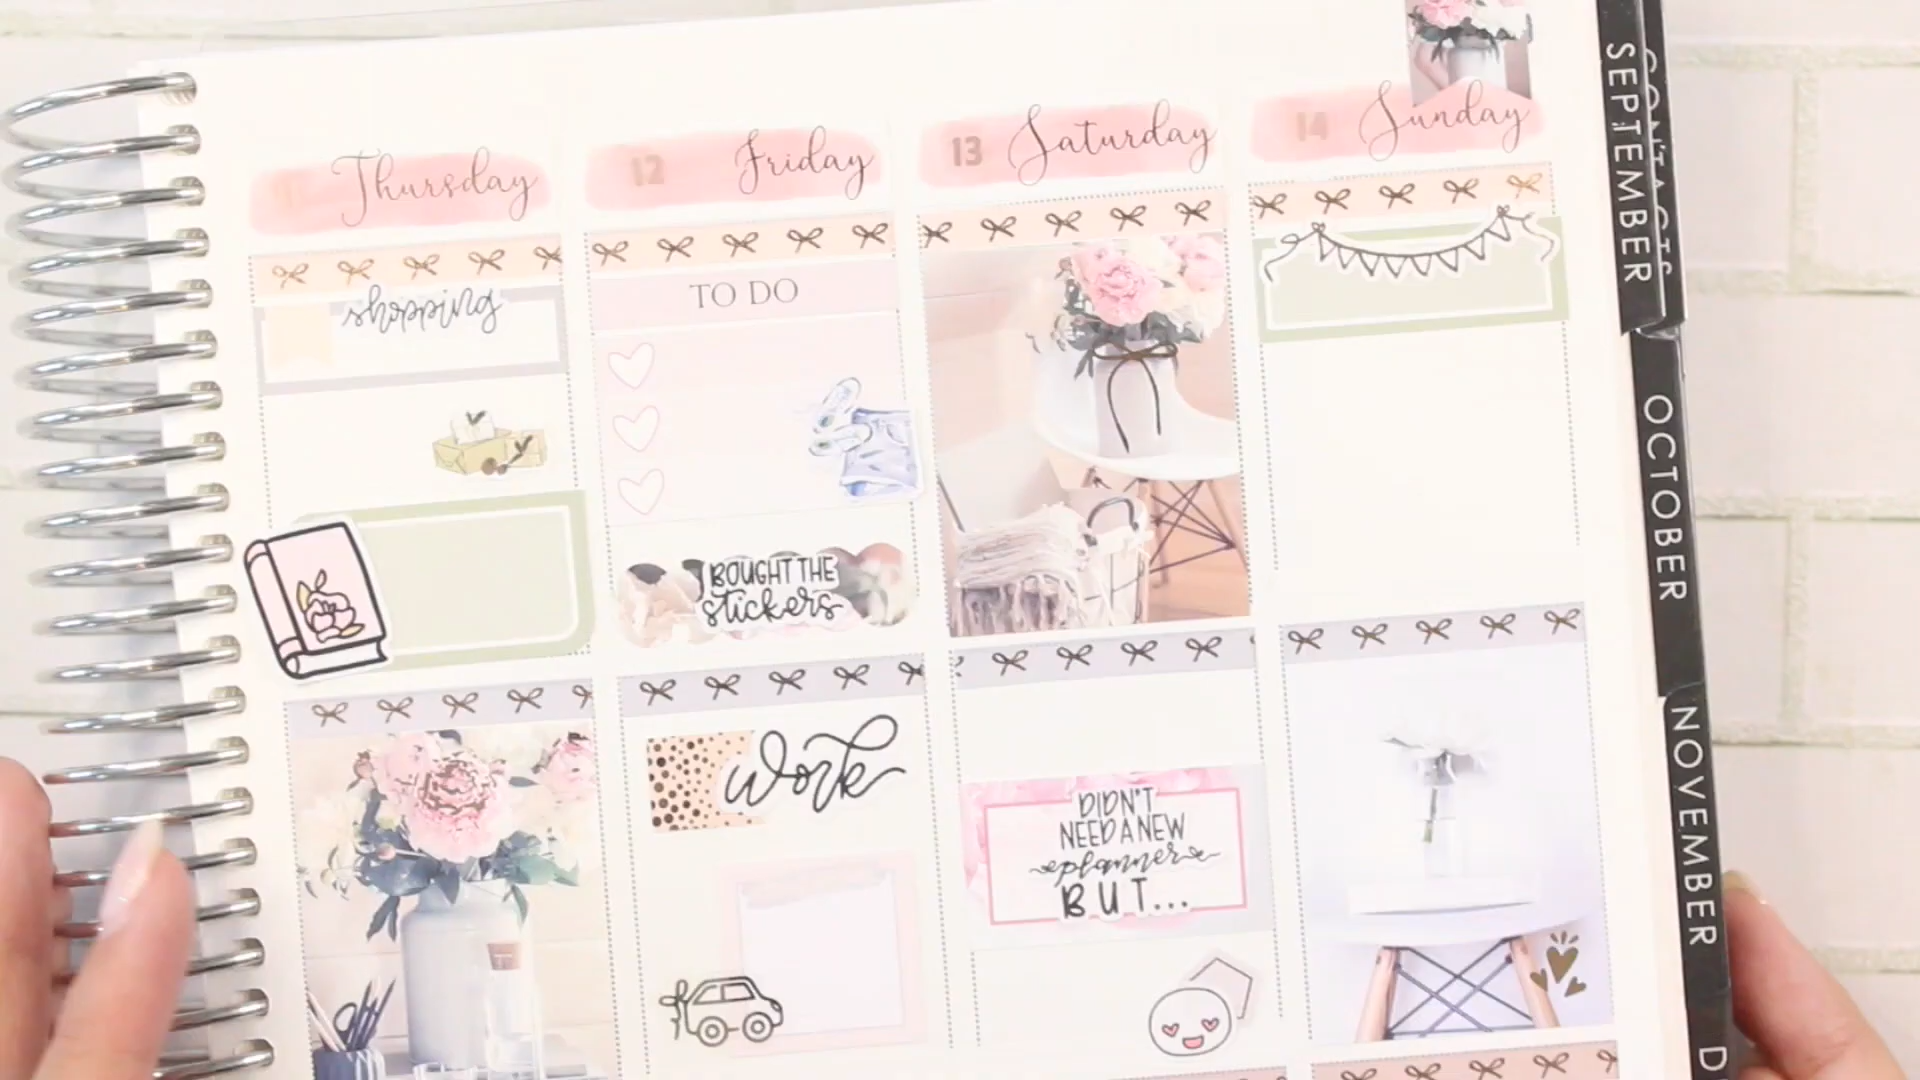 Thursday
12 Friday
13 Saturday
14 Sunday
shopping
TO DO
BOUGHT THE
stickers
work
DIDN'T
NEED A NEW
planner
BUT...
CONTACTS
SEPTEMBER
OCTOBER
NOVEMBER
D